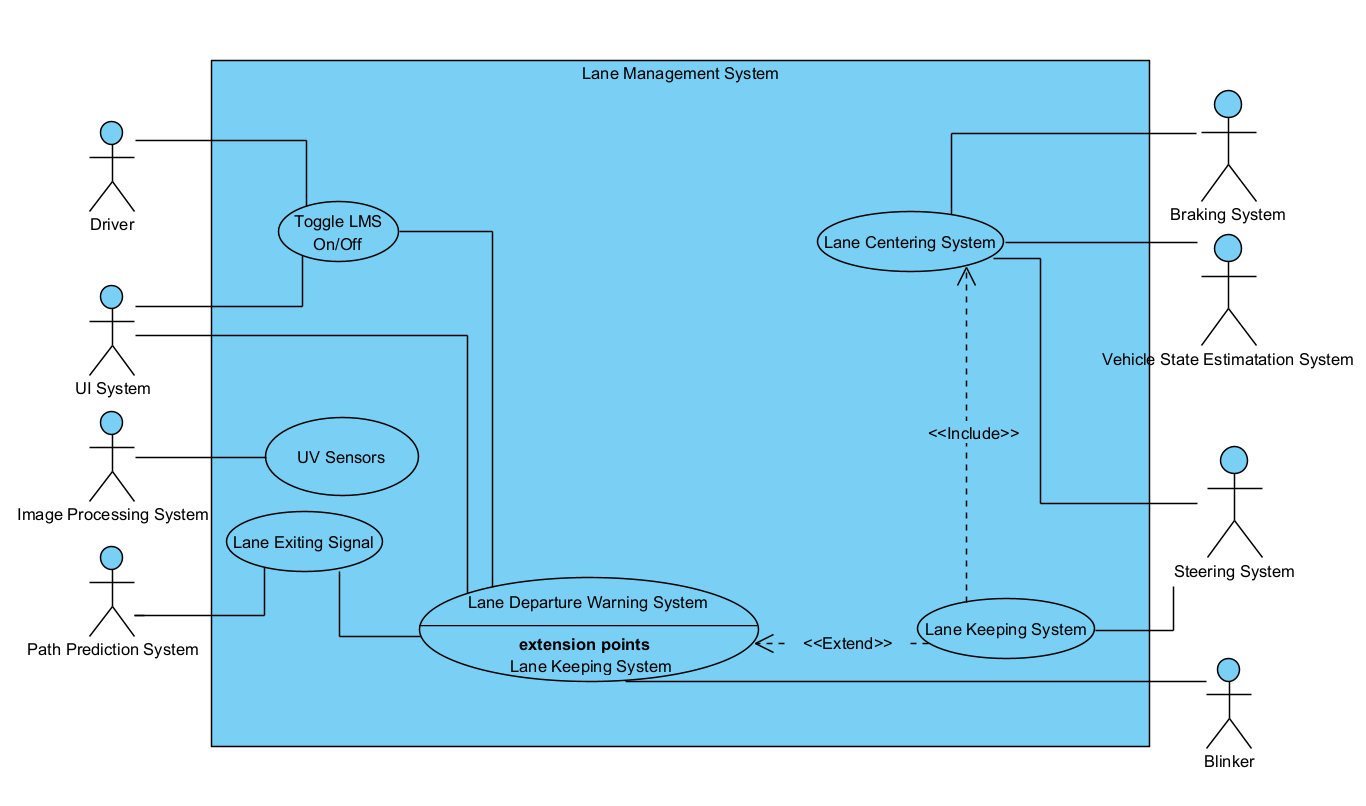 Lane Management System
Driver
Toggle LMS
On/Off
UI System
UV Sensors
Image Processing System
Lane Exiting Signal
Path Prediction System
Lane Departure Warning System
extension points
Lane Keeping System
<<Extend>>
Lane Keeping System
<<Include>>
Lane Centering System
Braking System
Vehicle State Estimatation System
Steering System
Blinker